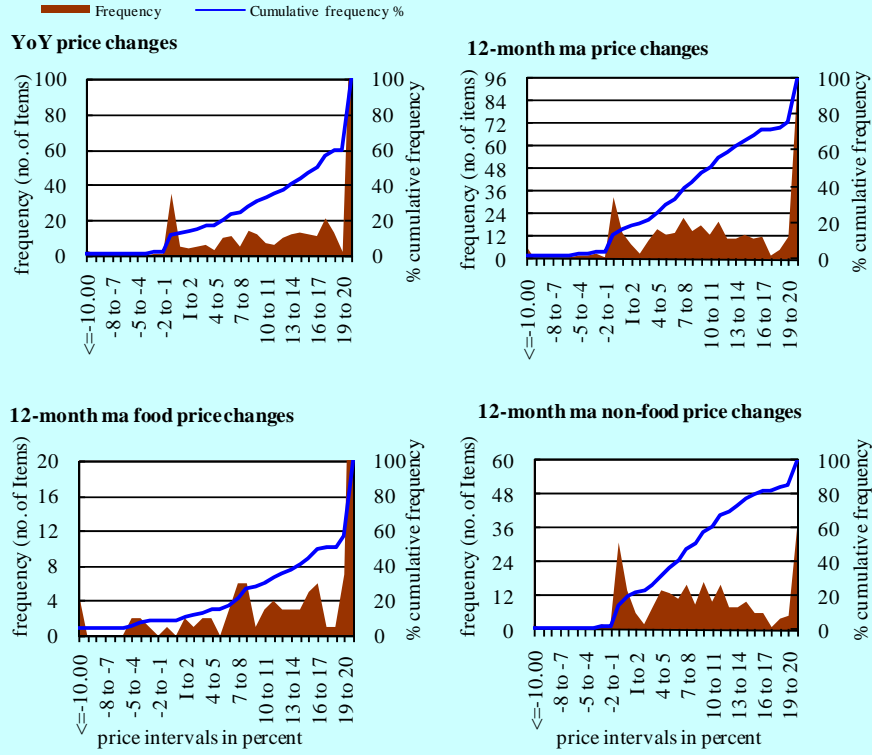 Frequency Cumulative frequency %
YoY price changes
frequency (no. of Items)
100
80
60
40
20
0
100
80
60
40
20
0
% cumulative frequency
<=-10.00
-8 to -7
-5 to -4
-2 to -1
I to 2
4 to 5
7 to 8
10 to 11
13 to 14
16 to 17
19 to 20
12-month ma price changes
frequency (no. of items)
96
84
72
60
48
36
24
12
0
100
80
60
40
20
0
% cumulative frequency
<=-10.00
-8 to -7
-5 to -4
-2 to -1
I to 2
4 to 5
7 to 8
10 to 11
13 to 14
16 to 17
19 to 20
12-month ma food price changes
frequency (no. of Items)
20
16
12
8
4
0
100
80
60
40
20
0
% cumulative frequency
<=-10.00
-8 to -7
-5 to -4
-2 to -1
I to 2
4 to 5
7 to 8
10 to 11
13 to 14
16 to 17
19 to 20
price intervals in percent
12-month ma non-food price changes
frequency (no. of Items)
60
48
36
24
12
0
100
80
60
40
20
0
% cumulative frequency
<=-10.00
-8 to -7
-5 to -4
-2 to -1
I to 2
4 to 5
7 to 8
10 to 11
13 to 14
16 to 17
19 to 20
price intervals in percent